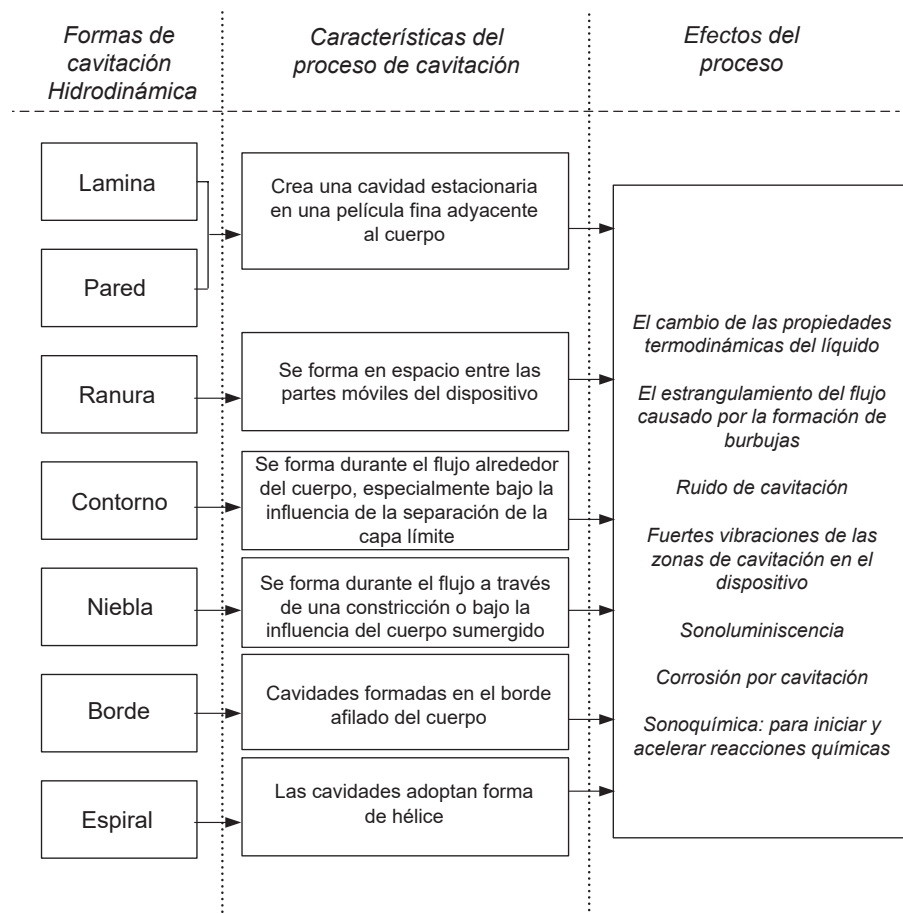 Formas de
cavitación
Hidrodinámica
Características del
proceso de cavitación
Efectos del
proceso
Lamina
Pared
Crea una cavidad estacionaria
en una película fina adyacente
al cuerpo
Ranura
Se forma en espacio entre las
partes móviles del dispositivo
Contorno
Se forma durante el flujo alrededor
del cuerpo, especialmente bajo la
influencia de la separación de la
capa límite
Niebla
Se forma durante el flujo a través
de una constricción o bajo la
influencia del cuerpo sumergido
Borde
Cavidades formadas en el borde
afilado del cuerpo
Espiral
Las cavidades adoptan forma
de hélice
El cambio de las propiedades
termodinámicas del líquido
El estrangulamiento del flujo
causado por la formación de
burbujas
Ruido de cavitación
Fuertes vibraciones de las
zonas de cavitación en el
dispositivo
Sonoluminiscencia
Corrosión por cavitación
Sonoquímica: para iniciar y
acelerar reacciones químicas